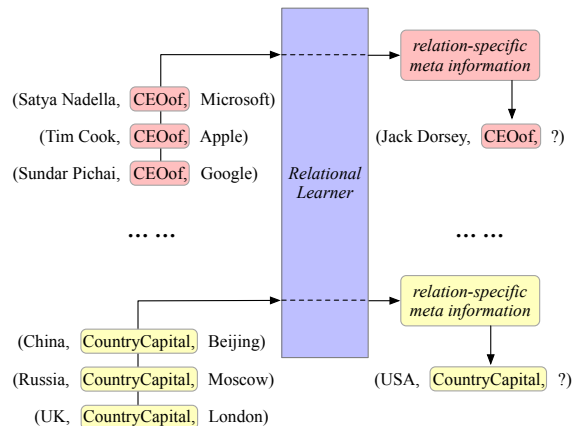 relation-specific
meta information
(Satya Nadella, CEOof, Microsoft)
(Tim Cook, CEOof, Apple)
(Jack Dorsey, CEOof, ?)
(Sundar Pichai, CEOof, Google)
Relational
Learner
... ...
... ...
relation-specific
meta information
(China, CountryCapital, Beijing)
(Russia, CountryCapital, Moscow)
(USA, CountryCapital, ?)
(UK, CountryCapital, London)